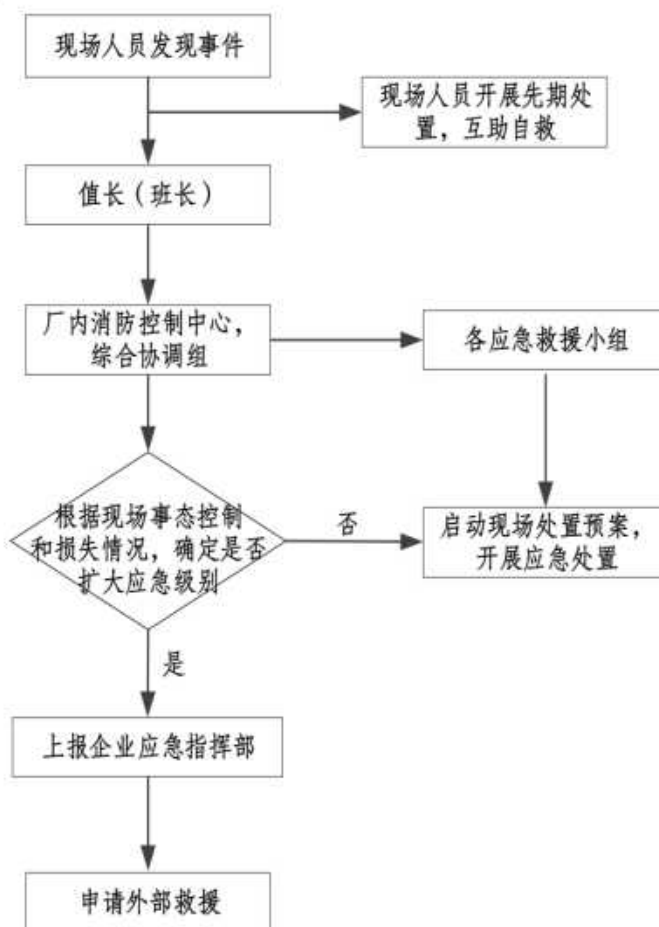 现场人员发现事件
现场人员开展先期处
置，互助自救
值长（班长）
厂内消防控制中心，
综合协调组
各应急救援小组
根据现场事态控制
和损失情况，确定是否
扩大应急级别
否
启动现场处置预案，
开展应急处置
是
上报企业应急指挥部
申请外部救援